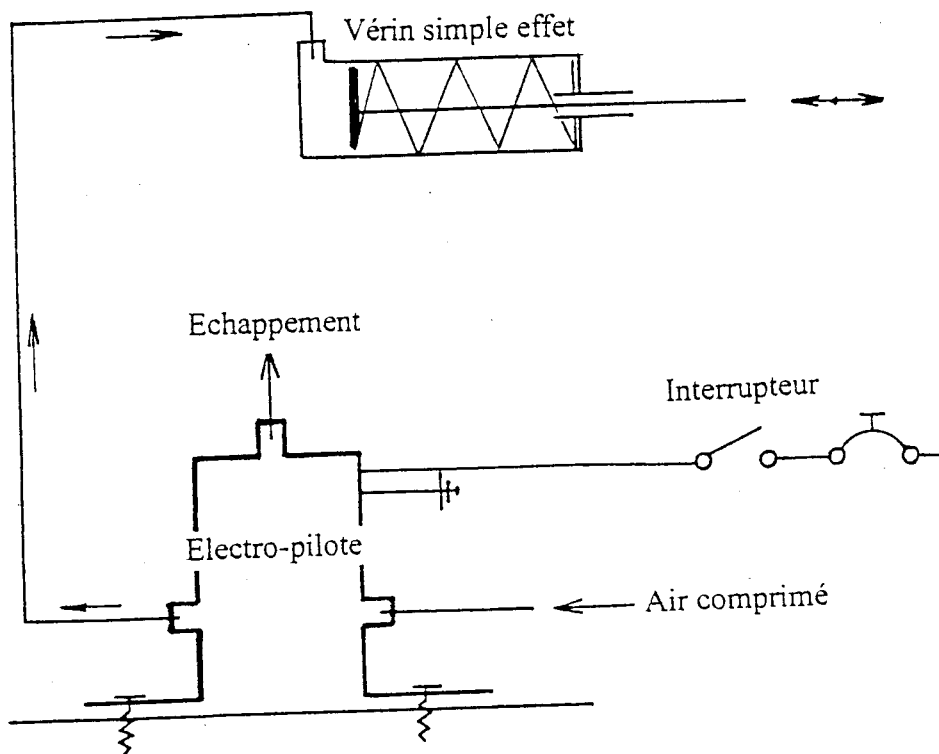 Vérin simple effet
Echappement
Interrupteur
Electro-pilote
Air comprimé